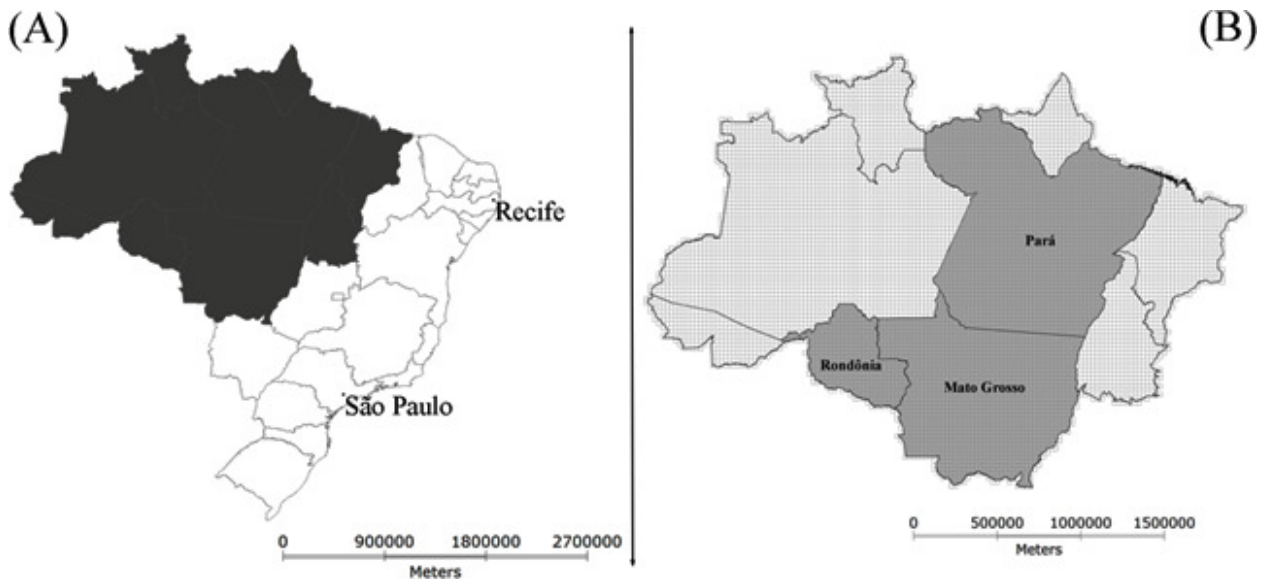 (A)
Recife
São Paulo
0 900000 1800000 2700000
Meters
(B)
Pará
Rondônia
Mato Grosso
0 500000 1000000 1500000
Meters